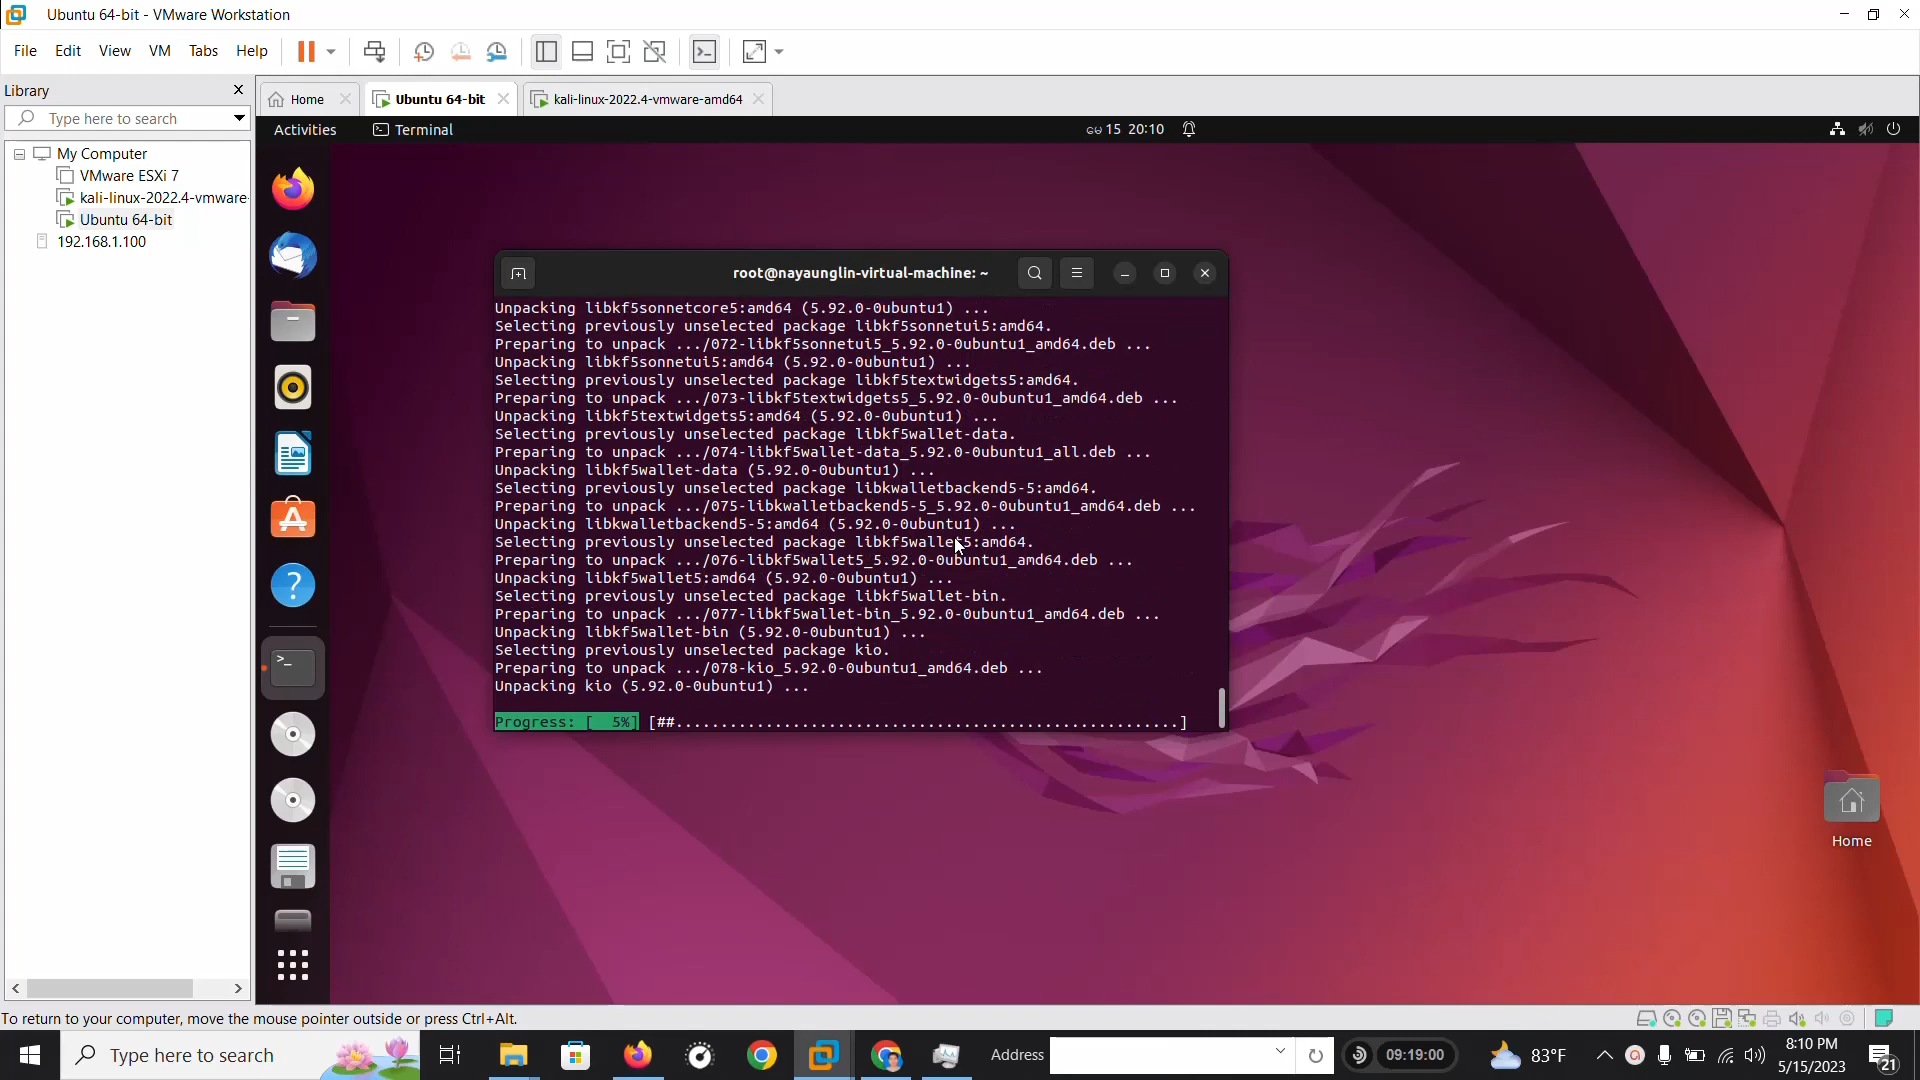 Ubuntu 64-bit - VMware Workstation
File Edit View VM Tabs Help
Library
Type here to search
My Computer
VMware ESXi 7
kali-linux-2022.4-vmware-
Ubuntu 64-bit
192.168.1.100
Home
Ubuntu 64-bit
kali-linux-2022.4-vmware-amd64
Activities
Terminal
မေ 15 20:10
root@nayaunglin-virtual-machine: ~
Unpacking libkf5sonnetcore5:amd64 (5.92.0-0ubuntu1) ...
Selecting previously unselected package libkf5sonnetui5:amd64.
Preparing to unpack .../072-libkf5sonnetui5_5.92.0-0ubuntu1_amd64.deb ...
Unpacking libkf5sonnetui5:amd64 (5.92.0-0ubuntu1) ...
Selecting previously unselected package libkf5textwidgets5:amd64.
Preparing to unpack .../073-libkf5textwidgets5_5.92.0-0ubuntu1_amd64.deb ...
Unpacking libkf5textwidgets5:amd64 (5.92.0-0ubuntu1) ...
Selecting previously unselected package libkf5wallet-data.
Preparing to unpack .../074-libkf5wallet-data_5.92.0-0ubuntu1_all.deb ...
Unpacking libkf5wallet-data (5.92.0-0ubuntu1) ...
Selecting previously unselected package libkwalletbackend5-5:amd64.
Preparing to unpack .../075-libkwalletbackend5-5_5.92.0-0ubuntu1_amd64.deb ...
Unpacking libkwalletbackend5-5:amd64 (5.92.0-0ubuntu1) ...
Selecting previously unselected package libkf5wallet5:amd64.
Preparing to unpack .../076-libkf5wallet5_5.92.0-0ubuntu1_amd64.deb ...
Unpacking libkf5wallet5:amd64 (5.92.0-0ubuntu1) ...
Selecting previously unselected package libkf5wallet-bin.
Preparing to unpack .../077-libkf5wallet-bin_5.92.0-0ubuntu1_amd64.deb ...
Unpacking libkf5wallet-bin (5.92.0-0ubuntu1) ...
Selecting previously unselected package kio.
Preparing to unpack .../078-kio_5.92.0-0ubuntu1_amd64.deb ...
Unpacking kio (5.92.0-0ubuntu1) ...
Progress: [  5%] [##........................................................]
Home
To return to your computer, move the mouse pointer outside or press Ctrl+Alt.
Type here to search
Address
09:19:00
83°F
8:10 PM
5/15/2023
21